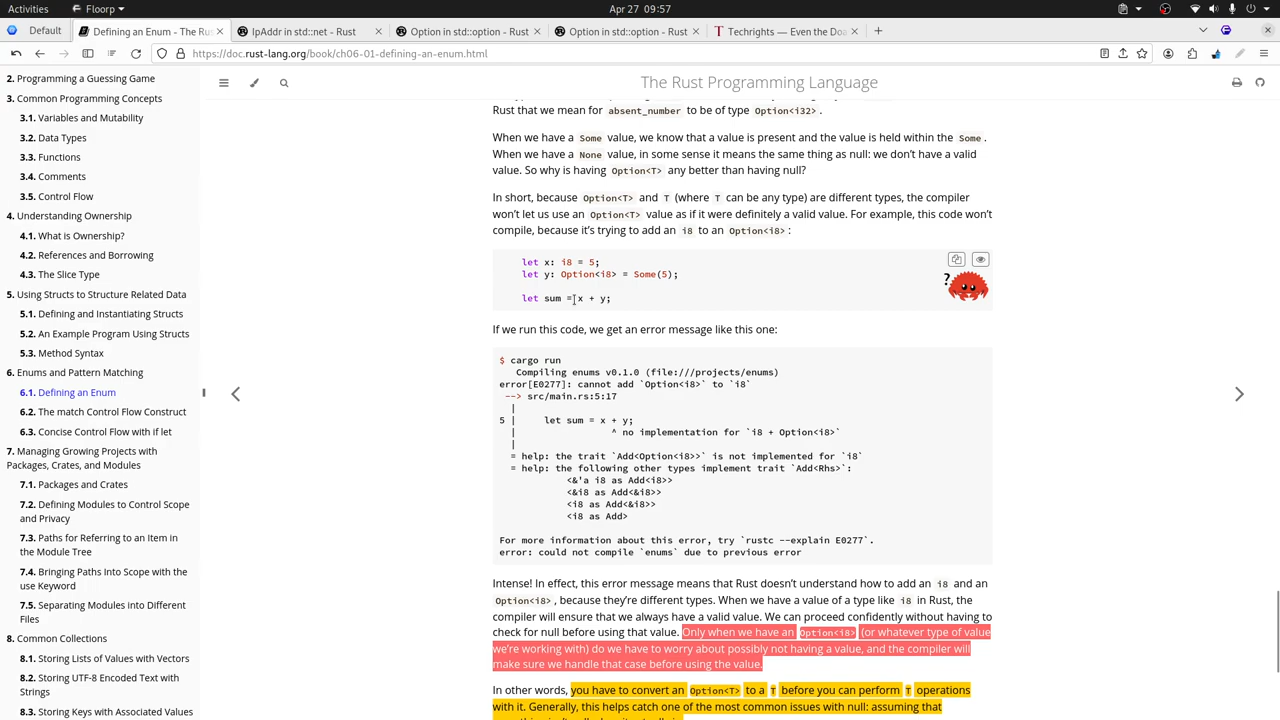 Activities
Floorp
Apr 27 09:57
Default
Defining an Enum - The Rus
IpAddr in std::net - Rust
Option in std::option - Rust
Option in std::option - Rust
Techrights — Even the Doa
https://doc.rust-lang.org/book/ch06-01-defining-an-enum.html
2. Programming a Guessing Game
3. Common Programming Concepts
3.1. Variables and Mutability
3.2. Data Types
3.3. Functions
3.4. Comments
3.5. Control Flow
4. Understanding Ownership
4.1. What is Ownership?
4.2. References and Borrowing
4.3. The Slice Type
5. Using Structs to Structure Related Data
5.1. Defining and Instantiating Structs
5.2. An Example Program Using Structs
5.3. Method Syntax
6. Enums and Pattern Matching
6.1. Defining an Enum
6.2. The match Control Flow Construct
6.3. Concise Control Flow with if let
7. Managing Growing Projects with
Packages, Crates, and Modules
7.1. Packages and Crates
7.2. Defining Modules to Control Scope
and Privacy
7.3. Paths for Referring to an Item in
the Module Tree
7.4. Bringing Paths Into Scope with the
use Keyword
7.5. Separating Modules into Different
Files
8. Common Collections
8.1. Storing Lists of Values with Vectors
8.2. Storing UTF-8 Encoded Text with
Strings
8.3. Storing Keys with Associated Values
The Rust Programming Language
Rust that we mean for absent_number to be of type Option<i32>.
When we have a Some value, we know that a value is present and the value is held within the Some.
When we have a None value, in some sense it means the same thing as null: we don't have a valid
value. So why is having Option<T> any better than having null?
In short, because Option<T> and T (where T can be any type) are different types, the compiler
won't let us use an Option<T> value as if it were definitely a valid value. For example, this code won't
compile, because it's trying to add an i8 to an Option<i8>:
let x: i8 = 5;
let y: Option<i8> = Some(5);
let sum = x + y;
?
If we run this code, we get an error message like this one:
$ cargo run
Compiling enums v0.1.0 (file:///projects/enums)
error[E0277]: cannot add `Option<i8>` to `i8`
--> src/main.rs:5:17
|
5 | let sum = x + y;
| ^ no implementation for `i8 + Option<i8>`
|
= help: the trait `Add<Option<i8>>` is not implemented for `i8`
= help: the following other types implement trait `Add<Rhs>`:
<&'a i8 as Add<i8>>
<&i8 as Add<&i8>>
<i8 as Add<&i8>>
<i8 as Add>
For more information about this error, try `rustc --explain E0277`.
error: could not compile `enums` due to previous error
Intense! In effect, this error message means that Rust doesn't understand how to add an i8 and an
Option<i8>, because they're different types. When we have a value of a type like i8 in Rust, the
compiler will ensure that we always have a valid value. We can proceed confidently without having to
check for null before using that value. Only when we have an Option<i8> (or whatever type of value
we're working with) do we have to worry about possibly not having a value, and the compiler will
make sure we handle that case before using the value.
In other words, you have to convert an Option<T> to a T before you can perform T operations
with it. Generally, this helps catch one of the most common issues with null: assuming that